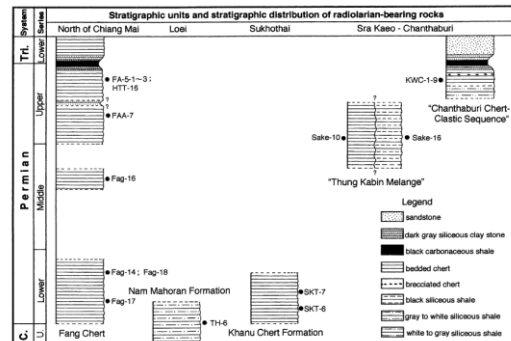 System
Series
Stratigraphic units and stratigraphic distribution of radiolarian-bearing rocks
North of Chiang Mai
Loei
Sukhothai
Sra Kaeo - Chanthaburi
Tri.
Lower
Permian
Upper
Middle
Lower
C.
U.
FA-5-1~3;
HTT-16
?
?
FAA-7
Fag-16
Fag-14; Fag-18
Fag-17
Fang Chert
Nam Mahoran Formation
TH-6
SKT-7
SKT-6
Khanu Chert Formation
?
Sake-10
Sake-16
?
"Thung Kabin Melange"
KWC-1-9
"Chanthaburi Chert-
Clastic Sequence"
Legend
sandstone
dark gray siliceous clay stone
black carbonaceous shale
bedded chert
brecciated chert
black siliceous shale
gray to white siliceous shale
white to gray siliceous shale